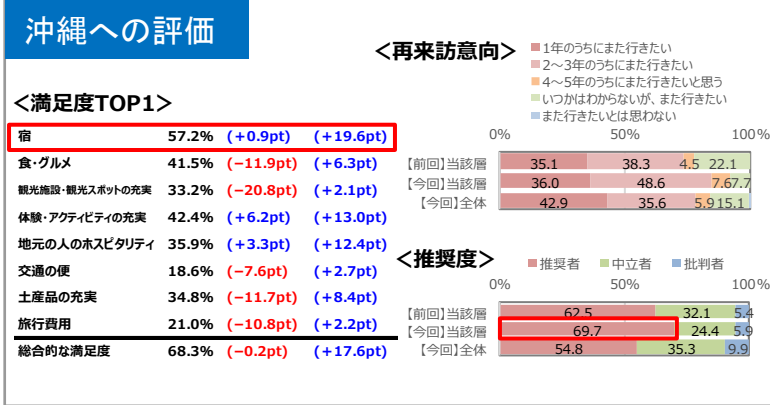 沖縄への評価
＜満足度TOP1＞
宿 57.2% (+0.9pt) (+19.6pt)
食・グルメ 41.5% (−11.9pt) (+6.3pt)
観光施設・観光スポットの充実 33.2% (−20.8pt) (+2.1pt)
体験・アクティビティの充実 42.4% (+6.2pt) (+13.0pt)
地元の人のホスピタリティ 35.9% (+3.3pt) (+12.4pt)
交通の便 18.6% (−7.6pt) (+2.7pt)
土産品の充実 34.8% (−11.7pt) (+8.4pt)
旅行費用 21.0% (−10.8pt) (+2.2pt)
総合的な満足度 68.3% (−0.2pt) (+17.6pt)
＜再来訪意向＞
1年のうちにまた行きたい
2～3年のうちにまた行きたい
4～5年のうちにまた行きたいと思う
いつかはわからないが、また行きたい
また行きたいとは思わない
0% 50% 100%
【前回】当該層 35.1 38.3 4.5 22.1
【今回】当該層 36.0 48.6 7.6 7.7
【今回】全体 42.9 35.6 5.9 15.1
＜推奨度＞
推奨者 中立者 批判者
0% 50% 100%
【前回】当該層 62.5 32.1 5.4
【今回】当該層 69.7 24.4 5.9
【今回】全体 54.8 35.3 9.9